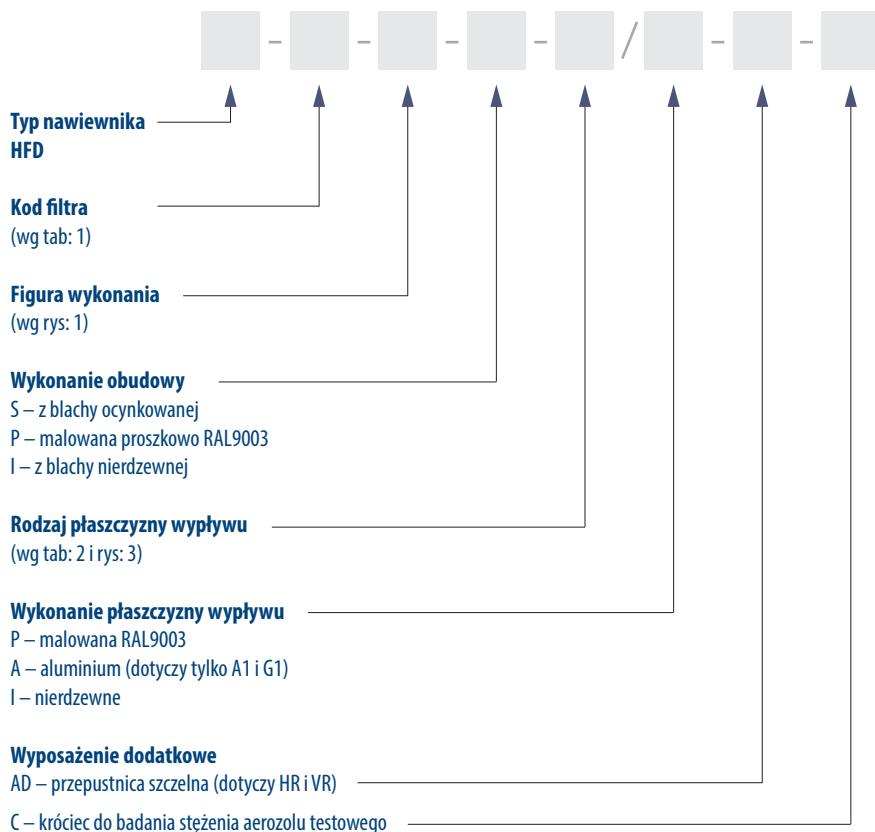 Typ nawiewnika
HFD
Kod filtra
(wg tab: 1)
Figura wykonania
(wg rys: 1)
Wykonanie obudowy
S – z blachy ocynkowanej
P – malowana proszkowo RAL9003
I – z blachy nierdzewnej
Rodzaj płaszczyzny wypływu
(wg tab: 2 i rys: 3)
Wykonanie płaszczyzny wypływu
P – malowana RAL9003
A – aluminium (dotyczy tylko A1 i G1)
I – nierdzewne
Wyposażenie dodatkowe
AD – przepustnica szczelna (dotyczy HR i VR)
C – króciec do badania stężenia aerozolu testowego